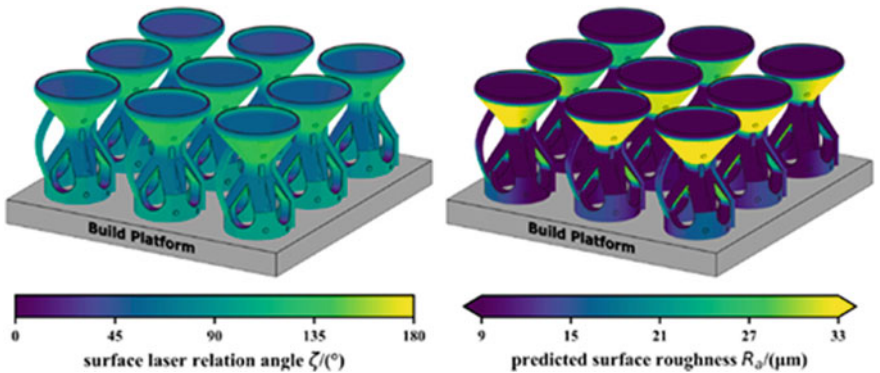 Build Platform
Build Platform
0 45 90 135 180
9 15 21 27 33
surface laser relation angle ζ/(°)
predicted surface roughness Ra/(μm)